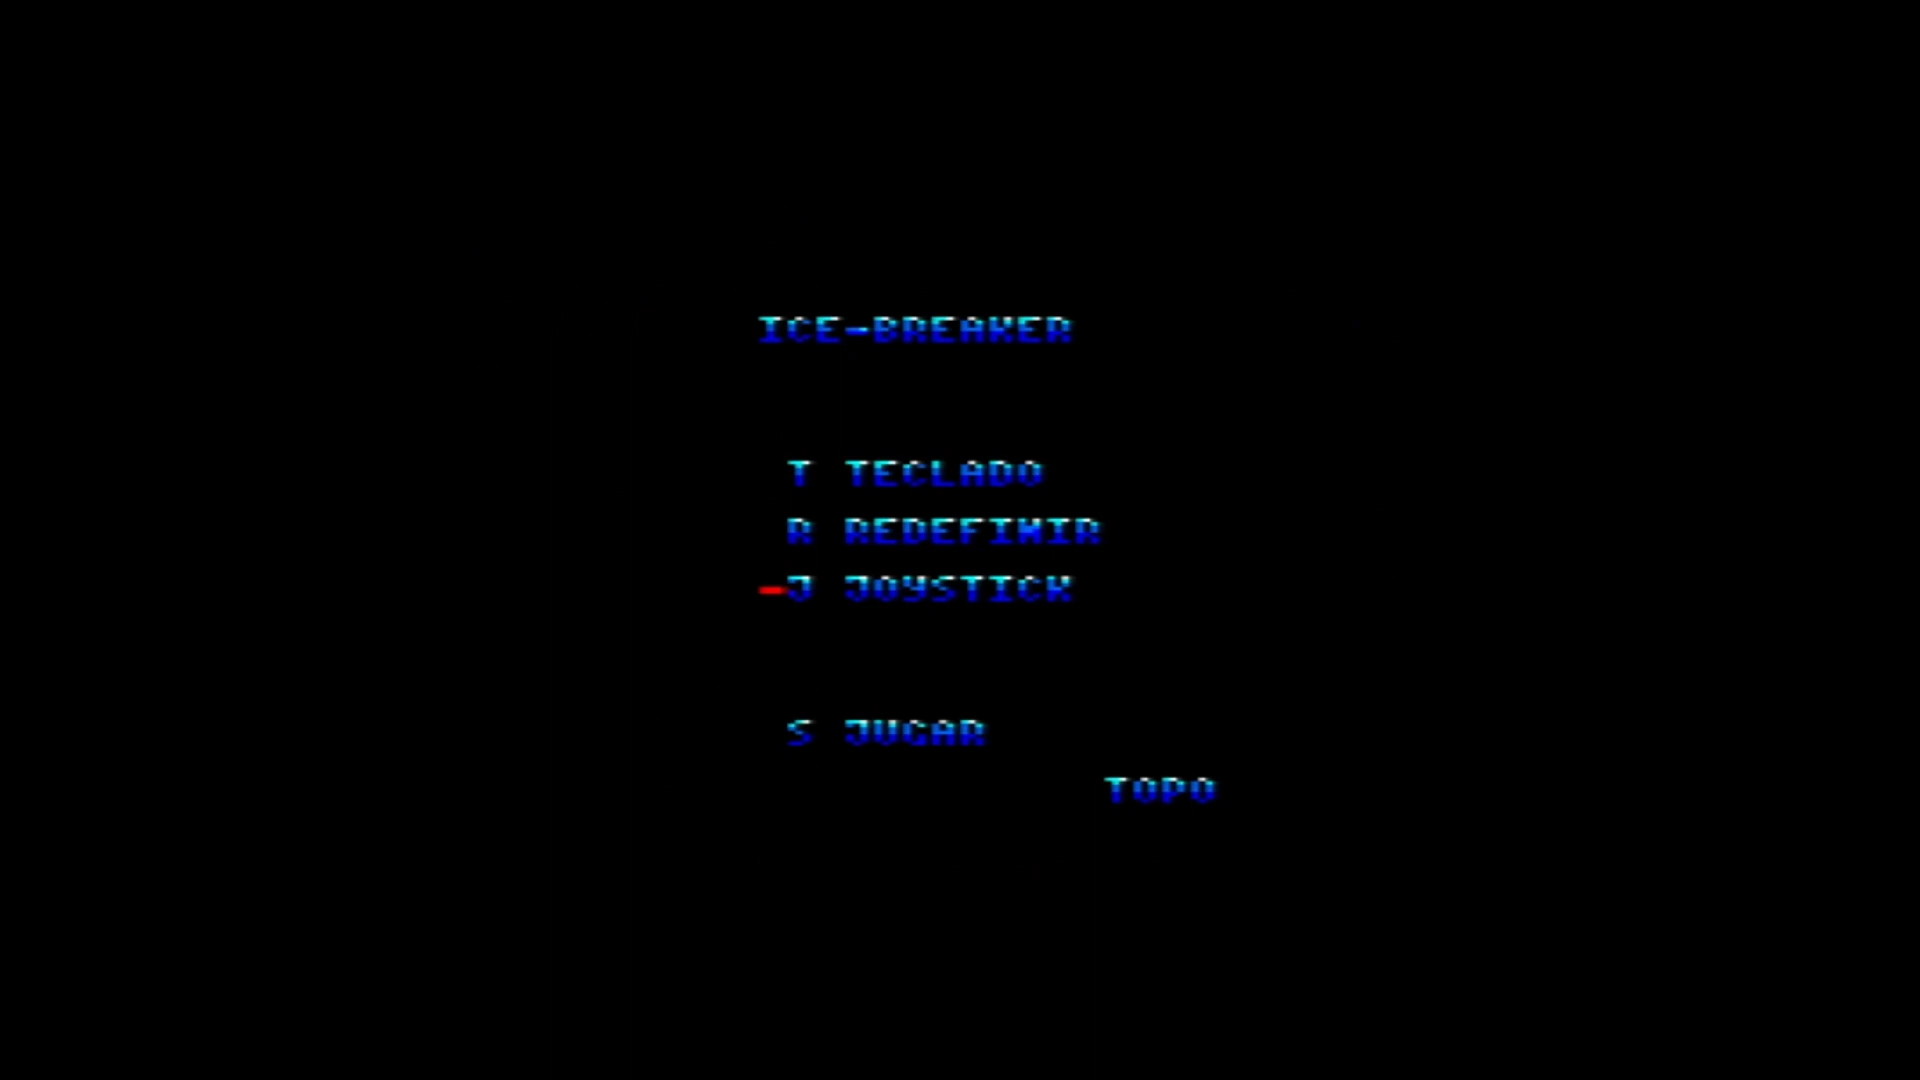 ICE-BREAKER
T TECLADO
R REDEFINIR
-J JOYSTICK
S JUGAR
TOPO